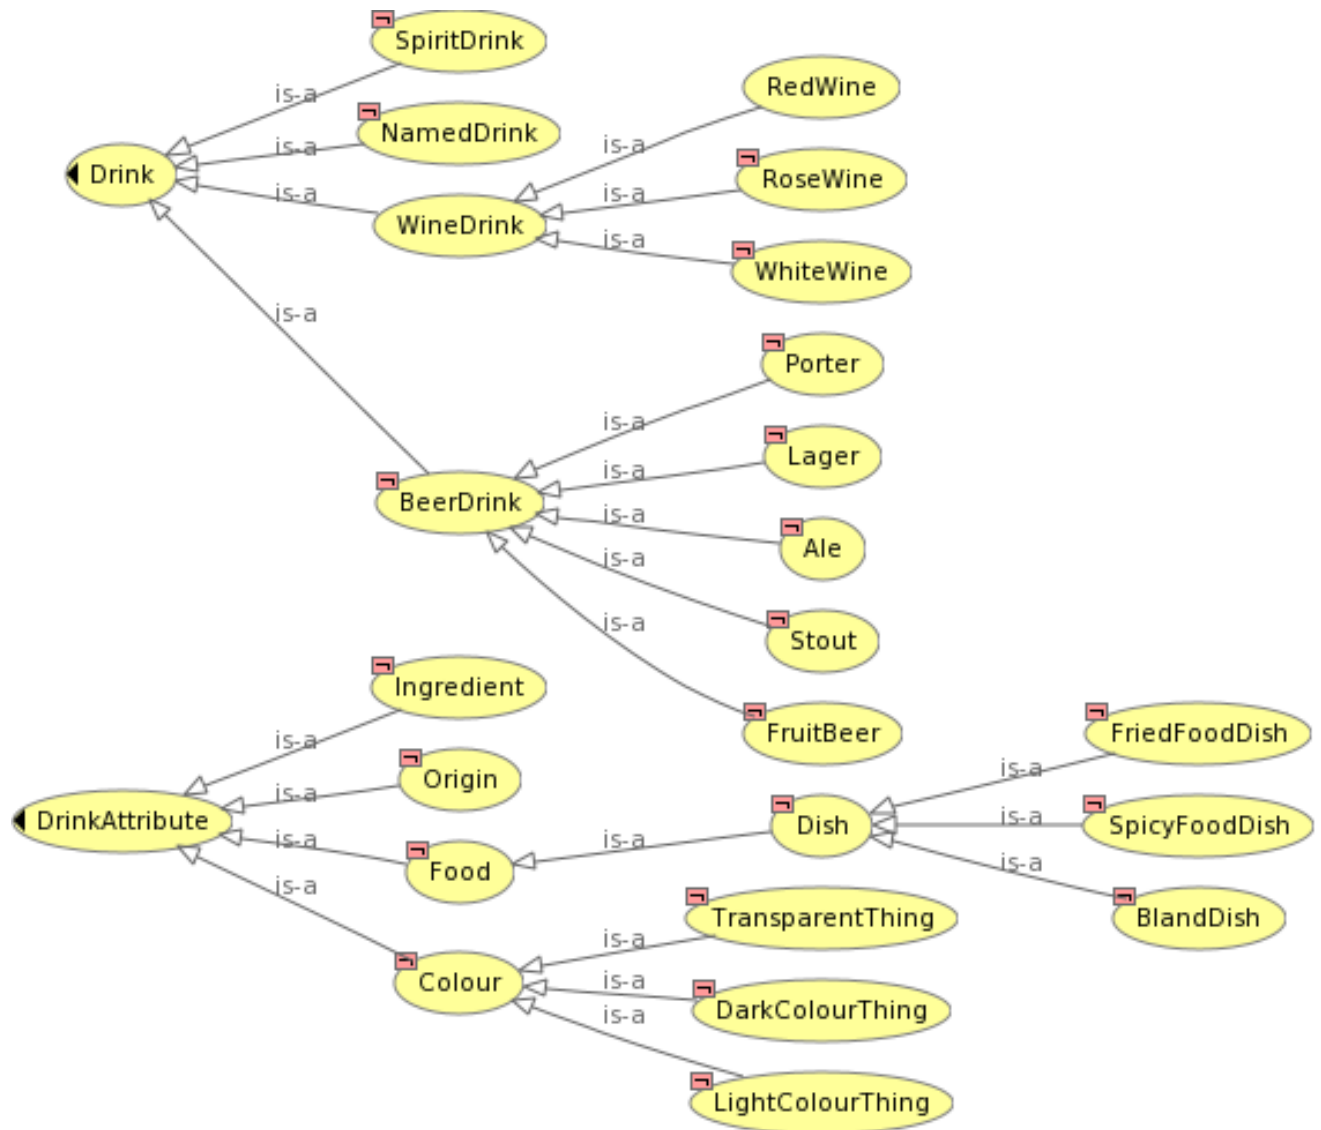 SpiritDrink
is-a
RedWine
NamedDrink
is-a
is-a
Drink
RoseWine
is-a
is-a
WineDrink
is-a
WhiteWine
is-a
Porter
is-a
Lager
is-a
BeerDrink
is-a
Ale
is-a
Stout
is-a
Ingredient
FruitBeer
FriedFoodDish
is-a
is-a
Origin
is-a
DrinkAttribute
is-a
Dish
is-a
SpicyFoodDish
is-a
Food
is-a
is-a
TransparentThing
BlandDish
is-a
Colour
is-a
DarkColourThing
is-a
LightColourThing